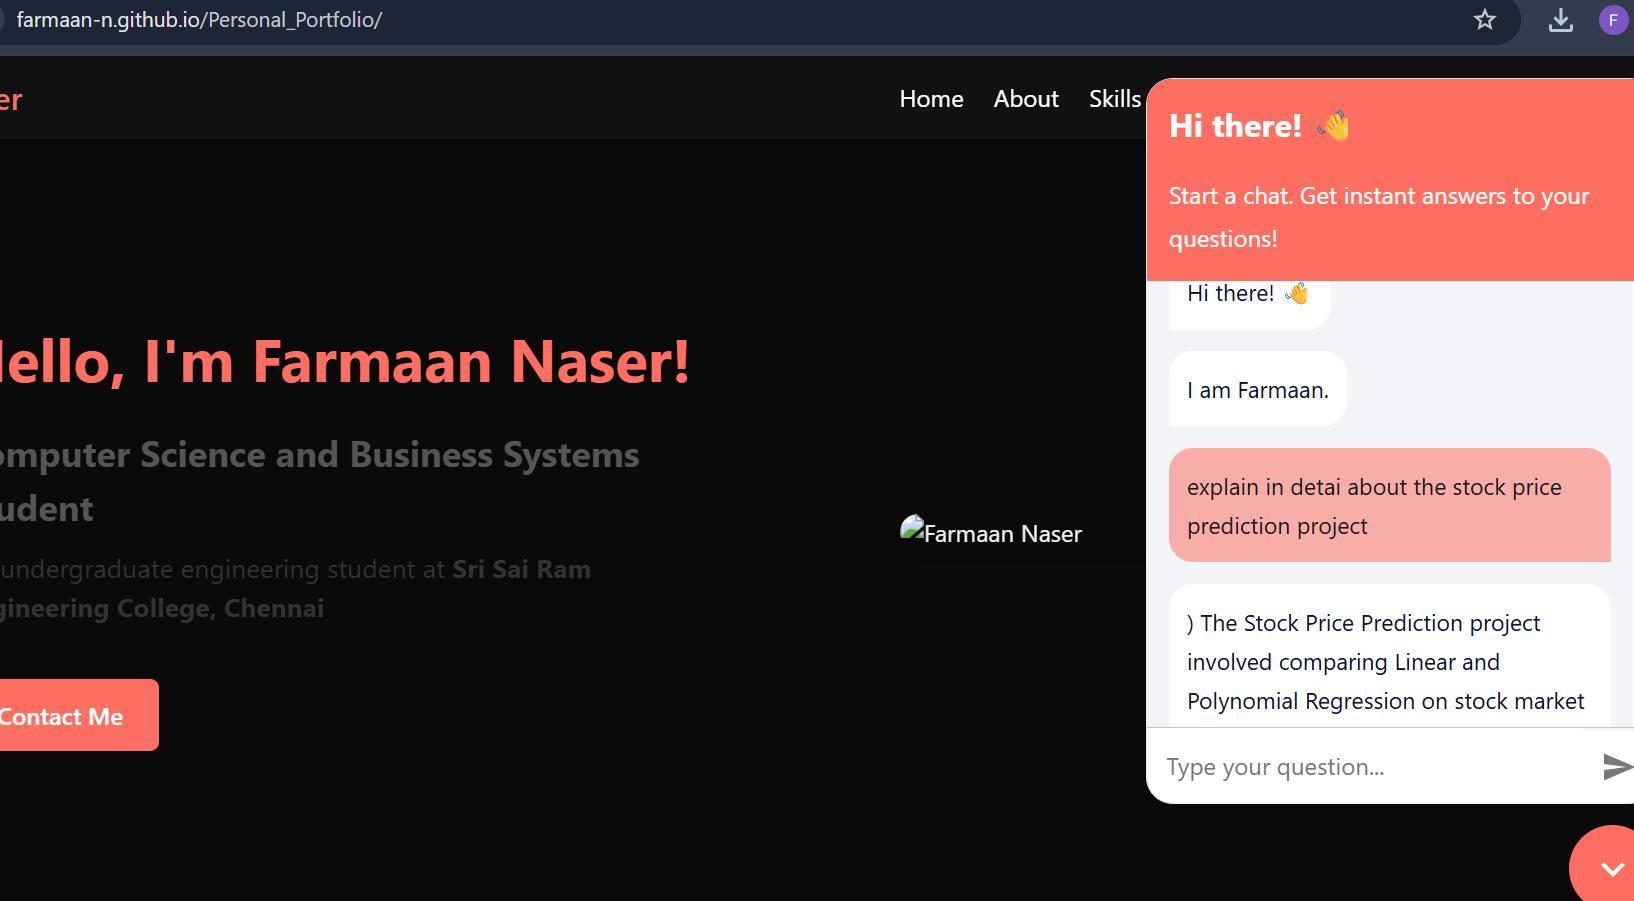 farmaan-n.github.io/Personal_Portfolio/
F
er
Home About Skills
Hello, I'm Farmaan Naser!
omputer Science and Business Systems
udent
undergraduate engineering student at Sri Sai Ram
gineering College, Chennai
Contact Me
Farmaan Naser
Hi there! 👋
Start a chat. Get instant answers to your
questions!
Hi there! 👋
I am Farmaan.
explain in detai about the stock price
prediction project
) The Stock Price Prediction project
involved comparing Linear and
Polynomial Regression on stock market
Type your question...